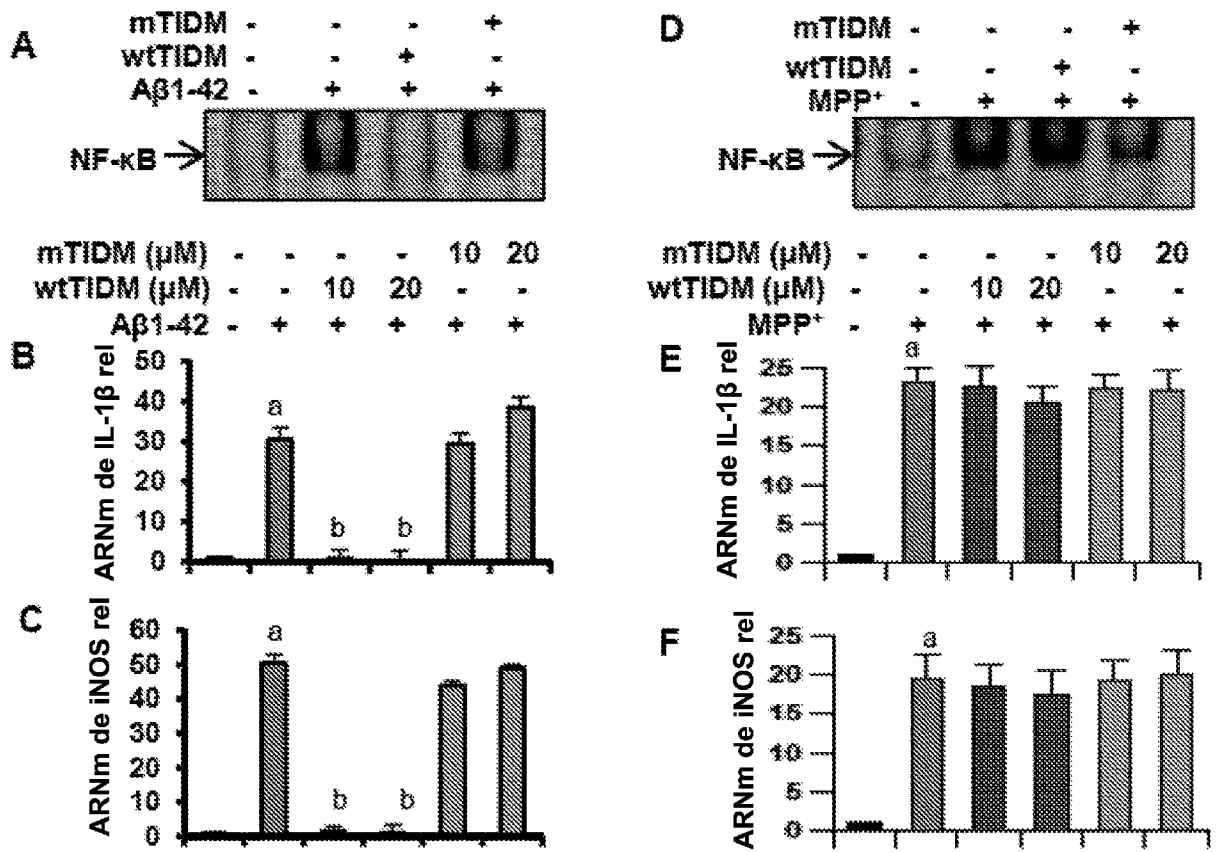 A
mTIDM - - - +
wtTIDM - - + -
Aβ1-42 - + + +
NF-κB
mTIDM (μM) - - - - 10 20
wtTIDM (μM) - - 10 20 - -
Aβ1-42 - + + + + +
B
ARNm de IL-1β rel
50
40
30
20
10
0
a
b b
C
ARNm de iNOS rel
60
50
40
30
20
10
0
a
b b
D
mTIDM - - - +
wtTIDM - - + -
MPP⁺ - + + +
NF-κB
mTIDM (μM) - - - - 10 20
wtTIDM (μM) - - 10 20 - -
MPP⁺ - + + + + +
E
ARNm de IL-1β rel
25
20
15
10
5
0
a
F
ARNm de iNOS rel
25
20
15
10
5
0
a